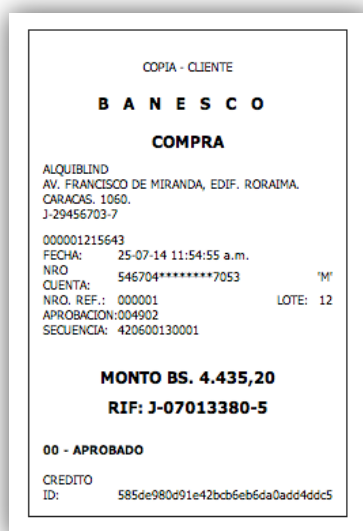 COPIA - CLIENTE
B A N E S C O
COMPRA
ALQUIBLIND
AV. FRANCISCO DE MIRANDA, EDIF. RORAIMA.
CARACAS. 1060.
J-29456703-7
000001215643
FECHA: 25-07-14 11:54:55 a.m.
NRO CUENTA: 546704********7053 "M"
NRO. REF.: 000001 LOTE: 12
APROBACION:004902
SECUENCIA: 420600130001
MONTO BS. 4.435,20
RIF: J-07013380-5
00 - APROBADO
CREDITO
ID: 585de980d91e42bcb6eb6da0add4ddc5